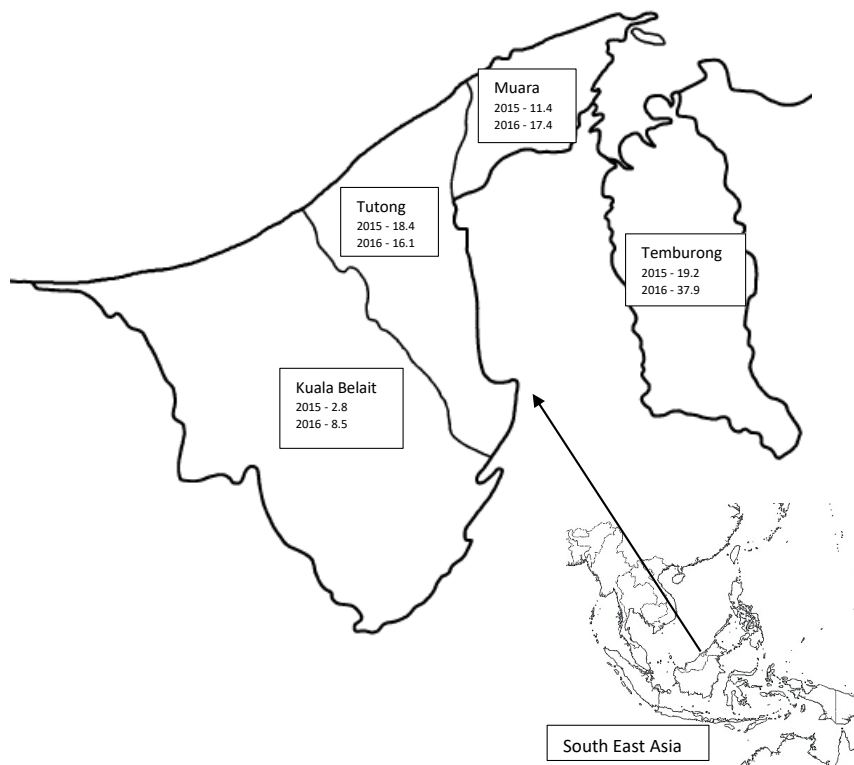 Muara
2015 - 11.4
2016 - 17.4
Tutong
2015 - 18.4
2016 - 16.1
Temburong
2015 - 19.2
2016 - 37.9
Kuala Belait
2015 - 2.8
2016 - 8.5
South East Asia